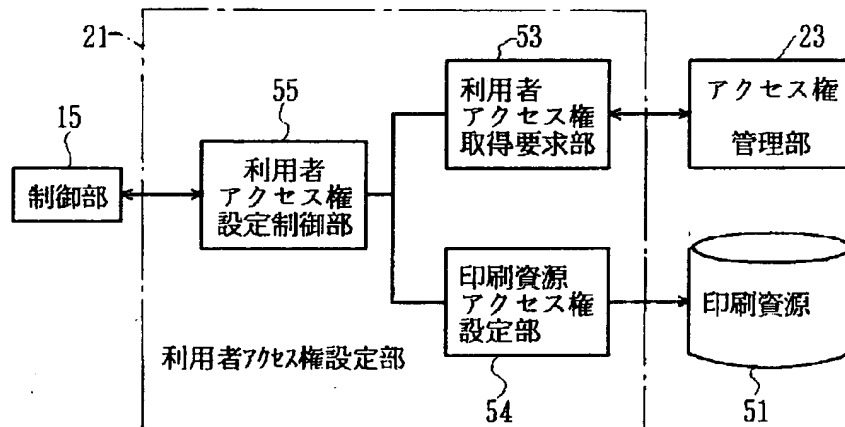 21
53
23
利用者
アクセス権
取得要求部
アクセス権
管理部
55
15
利用者
アクセス権
設定制御部
制御部
印刷資源
アクセス権
設定部
印刷資源
利用者アクセス権設定部
54
51